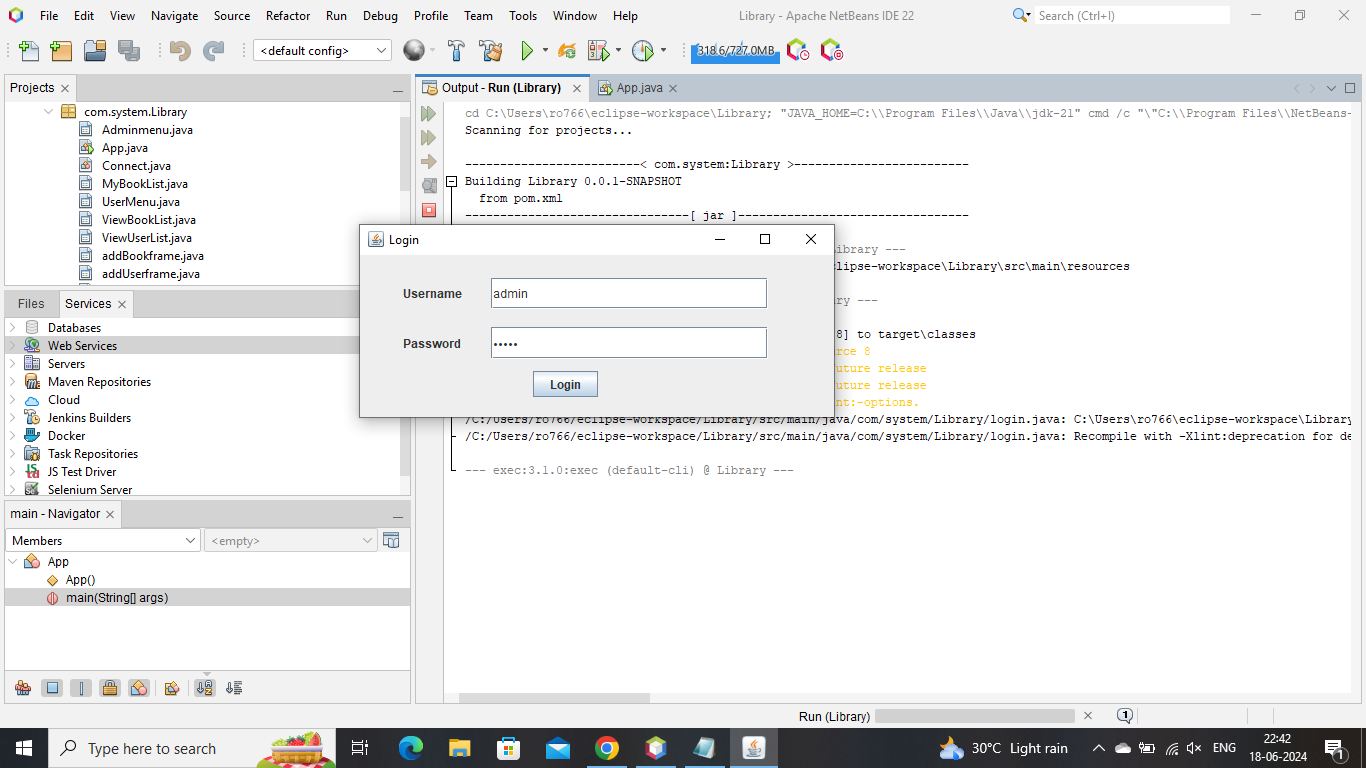 File Edit View Navigate Source Refactor Run Debug Profile Team Tools Window Help
Library - Apache NetBeans IDE 22
Search (Ctrl+I)
<default config>
318.6/727.0MB
Projects
com.system.Library
Adminmenu.java
App.java
Connect.java
MyBookList.java
UserMenu.java
ViewBookList.java
ViewUserList.java
addBookframe.java
addUserframe.java
Files Services
Databases
Web Services
Servers
Maven Repositories
Cloud
Jenkins Builders
Docker
Task Repositories
JS Test Driver
Selenium Server
main - Navigator
Members
<empty>
App
App()
main(String[] args)
Output - Run (Library)
App.java
cd C:\Users\ro766\eclipse-workspace\Library; "JAVA_HOME=C:\\Program Files\\Java\\jdk-21" cmd /c "\"C:\\Program Files\\NetBeans-
Scanning for projects...
-------------------------< com.system:Library >-------------------------
Building Library 0.0.1-SNAPSHOT
from pom.xml
--------------------------------[ jar ]---------------------------------
Library ---
clipse-workspace\Library\src\main\resources
ry ---
8] to target\classes
rce 8
uture release
uture release
nt:-options.
/C:/Users/ro766/eclipse-workspace/Library/src/main/java/com/system/Library/login.java: C:\Users\ro766\eclipse-workspace\Library
/C:/Users/ro766/eclipse-workspace/Library/src/main/java/com/system/Library/login.java: Recompile with -Xlint:deprecation for de
--- exec:3.1.0:exec (default-cli) @ Library ---
Login
Username
admin
Password
•••••
Login
Run (Library)
1
Type here to search
30°C Light rain
ENG
22:42
18-06-2024
1